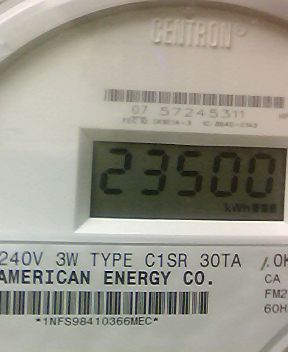 CENTRON®
07 57245311
23500
kWh
240V 3W TYPE C1SR 30TA
AMERICAN ENERGY CO.
CA
FM2
60H
*1NFS98410366MEC*